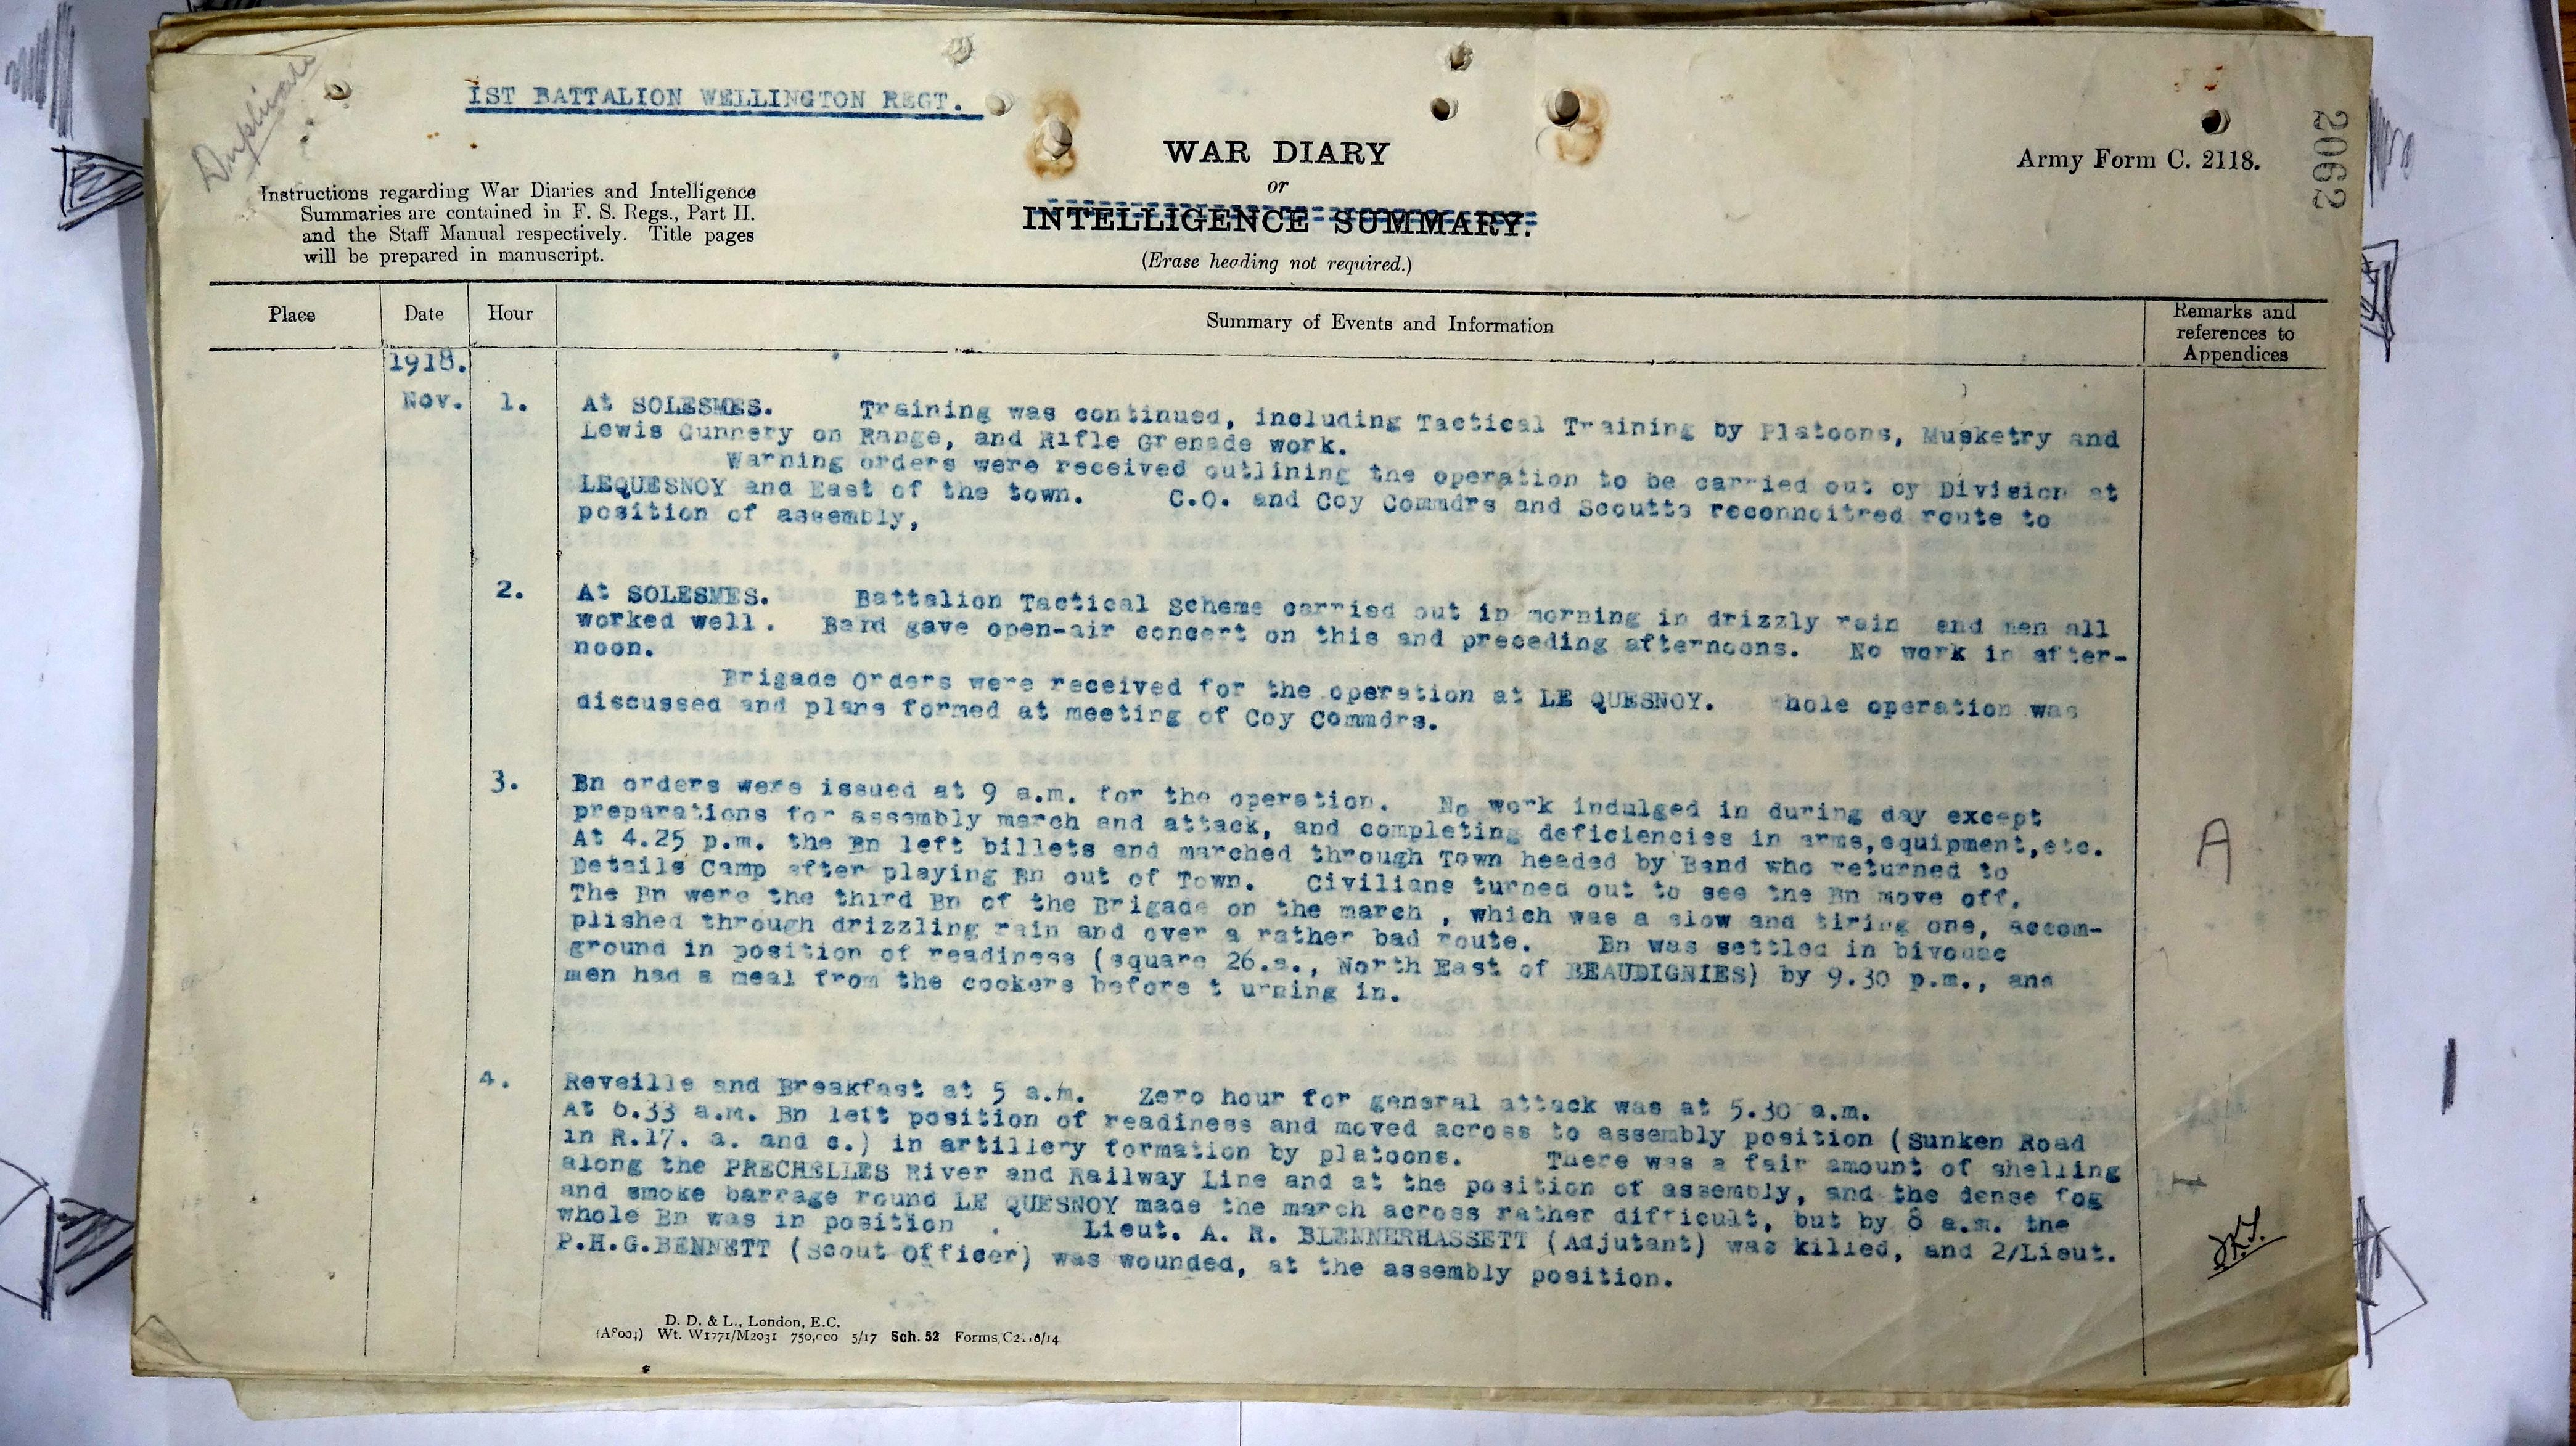 Duplicate
1ST BATTALION WELLINGTON REGT.
WAR DIARY
or
INTELLIGENCE SUMMARY.
(Erase heading not required.)
Army Form C. 2118.
2062
Instructions regarding War Diaries and Intelligence
Summaries are contained in F. S. Regs., Part II.
and the Staff Manual respectively. Title pages
will be prepared in manuscript.
Place
Date
Hour
Summary of Events and Information
Remarks and
references to
Appendices
1918.
Nov. 1. At SOLESMES. Training was continued, including Tactical Training by Platoons, Musketry and
Lewis Gunnery on Range, and Rifle Grenade work.
Warning orders were received outlining the operation to be carried out by Division at
LEQUESNOY and East of the town. C.O. and Coy Commdrs and Scoutts reconnoitred route to
position of assembly,
2. At SOLESMES. Battalion Tactical Scheme carried out in morning in drizzly rain and men all
worked well. Band gave open-air concert on this and preceding afternoons. No work in after-
noon.
Brigade Orders were received for the operation at LE QUESNOY. hole operation was
discussed and plans formed at meeting of Coy Commdrs.
3. Bn orders were issued at 9 a.m. for the operation. No work indulged in during day except
preparations for assembly march and attack, and completing deficiencies in arms,equipment,etc.
At 4.25 p.m. the Bn left billets and marched through Town headed by Band who returned to
Details Camp after playing Bn out of Town. Civilians turned out to see the Bn move off.
The Bn were the third Bn of the Brigade on the march , which was a slow and tiring one, accom-
plished through drizzling rain and over a rather bad route. Bn was settled in bivouac
ground in position of readiness (square 26.a., North East of BEAUDIGNIES) by 9.30 p.m., and
men had a meal from the cookers before t urning in.
A
4. Reveille and Breakfast at 5 a.m. Zero hour for general attack was at 5.30 a.m.
At 6.33 a.m. Bn left position of readiness and moved across to assembly position (Sunken Road
in R.17. a. and c.) in artillery formation by platoons. There was a fair amount of shelling
along the PRECHELLES River and Railway Line and at the position of assembly, and the dense fog
and smoke barrage round LE QUESNOY made the march across rather difficult, but by 8 a.m. the
whole Bn was in position . Lieut. A. R. BLENNERHASSETT (Adjutant) was killed, and 2/Lieut.
P.H.G.BENNETT (Scout Officer) was wounded, at the assembly position.
D. D. & L., London, E.C.
(A8004) Wt. W1771/M2031 750,000 5/17 Sch. 52 Forms,C2118/14